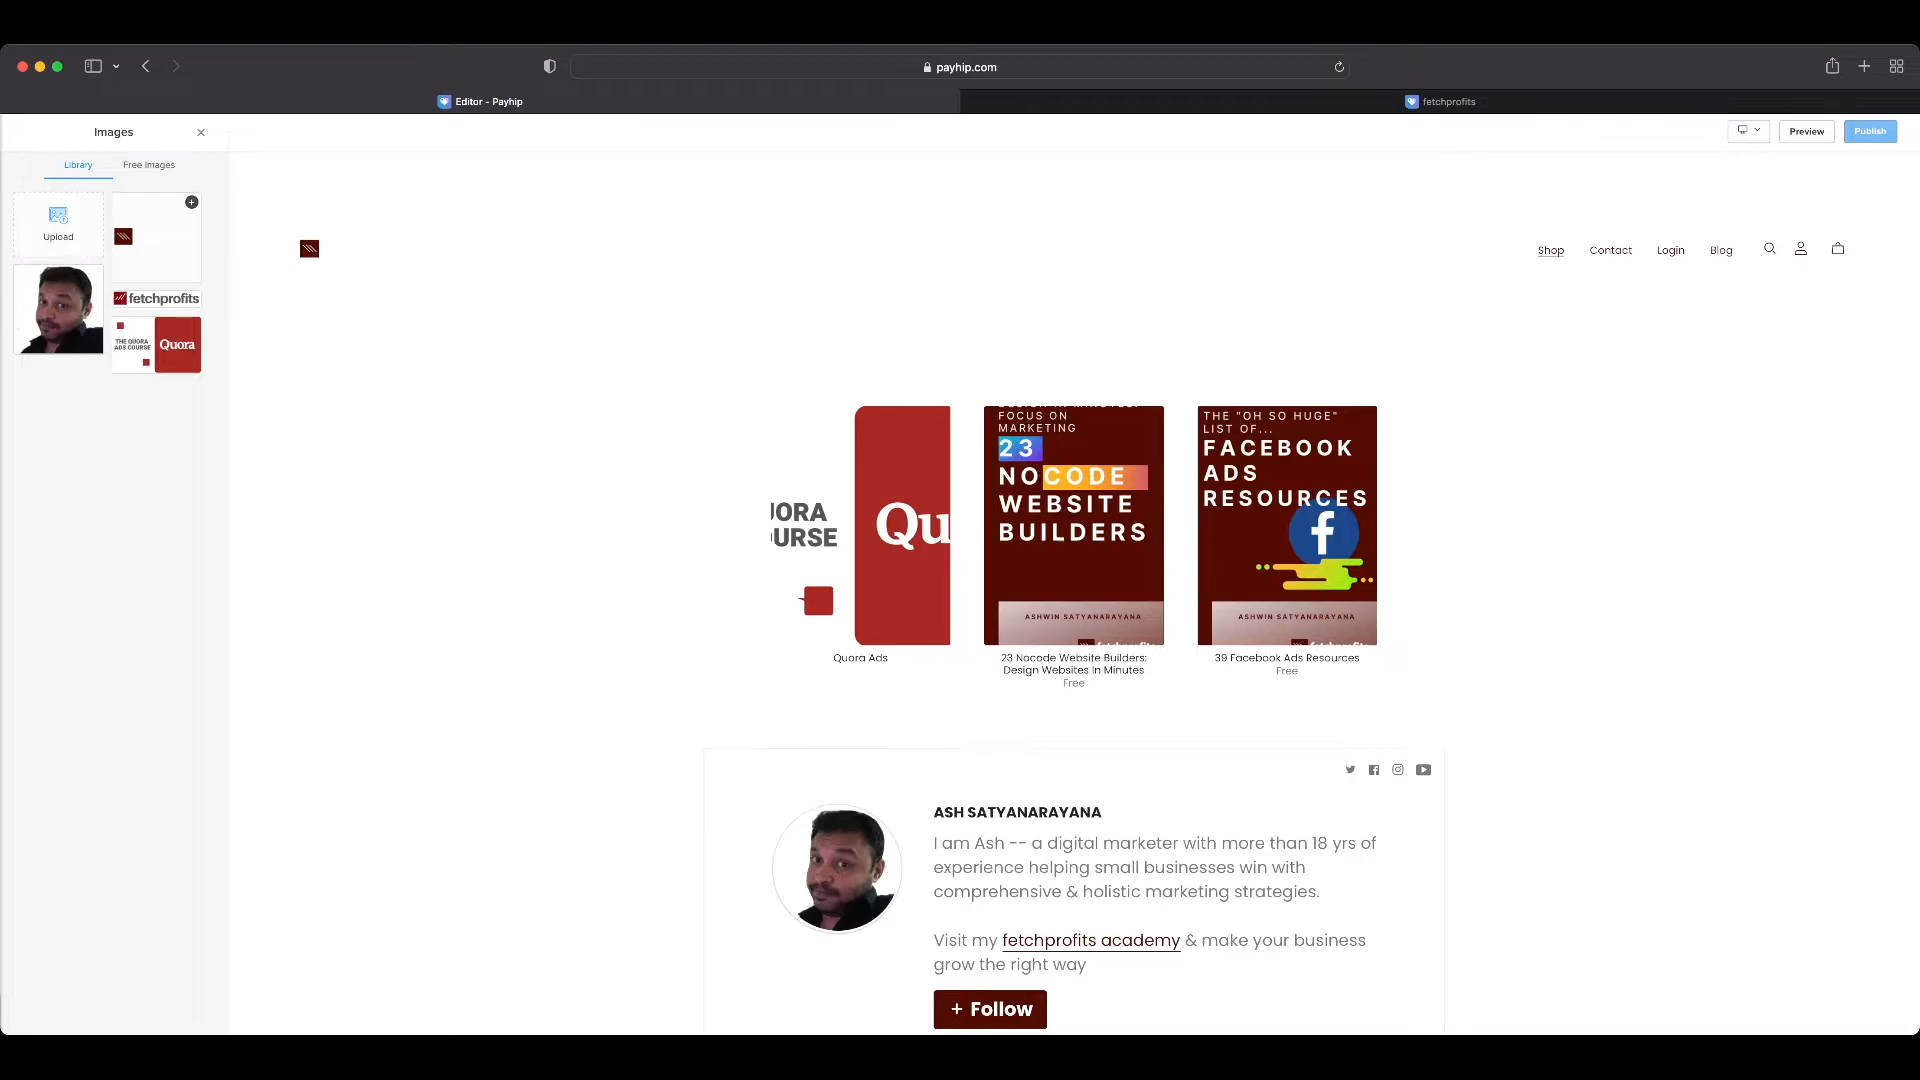 payhip.com
Editor - Payhip
fetchprofits
Images
Preview
Publish
Library
Free Images
Upload
fetchprofits
THE QUORA
ADS COURSE
Quora
Shop
Contact
Login
Blog
JORA
OURSE
Qu
FOCUS ON
MARKETING
23
NOCODE
WEBSITE
BUILDERS
ASHWIN SATYANARAYANA
THE "OH SO HUGE"
LIST OF...
FACEBOOK
ADS
RESOURCES
ASHWIN SATYANARAYANA
Quora Ads
23 Nocode Website Builders:
Design Websites In Minutes
Free
39 Facebook Ads Resources
Free
ASH SATYANARAYANA
I am Ash -- a digital marketer with more than 18 yrs of
experience helping small businesses win with
comprehensive & holistic marketing strategies.
Visit my fetchprofits academy & make your business
grow the right way
+ Follow